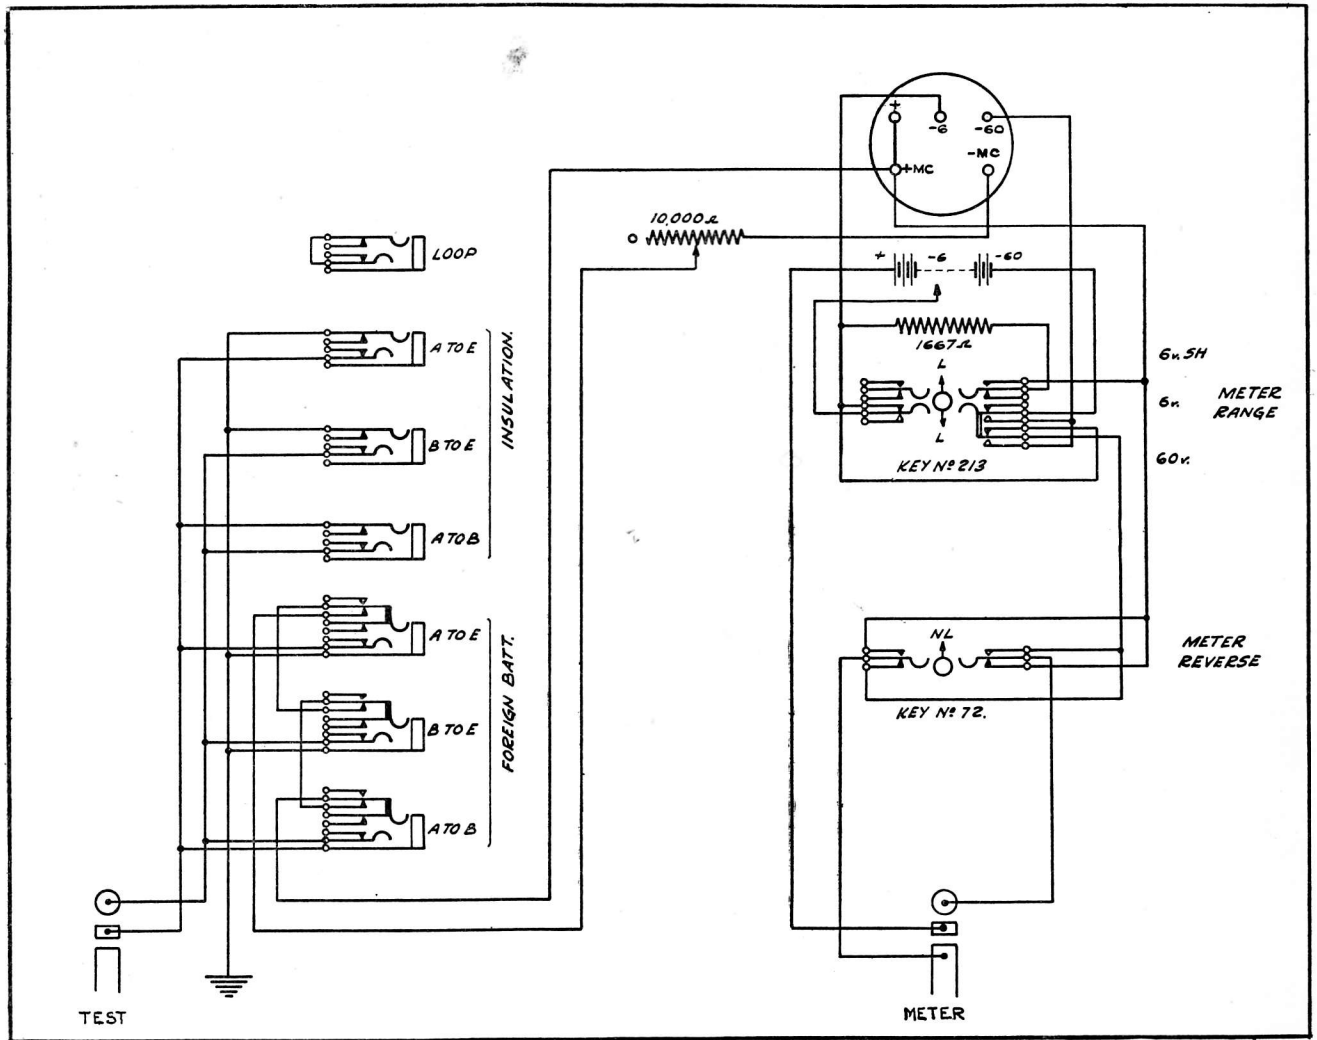 +
-6
-60
+MC
-MC
10,000Ω
LOOP
+
-6
-60
A TO E
1667Ω
L
6v. SH
B TO E
INSULATION.
6v.
METER
RANGE
L
KEY Nº 213
60v.
A TO B
A TO E
NL
METER
REVERSE
B TO E
FOREIGN BATT.
KEY Nº 72.
A TO B
TEST
METER